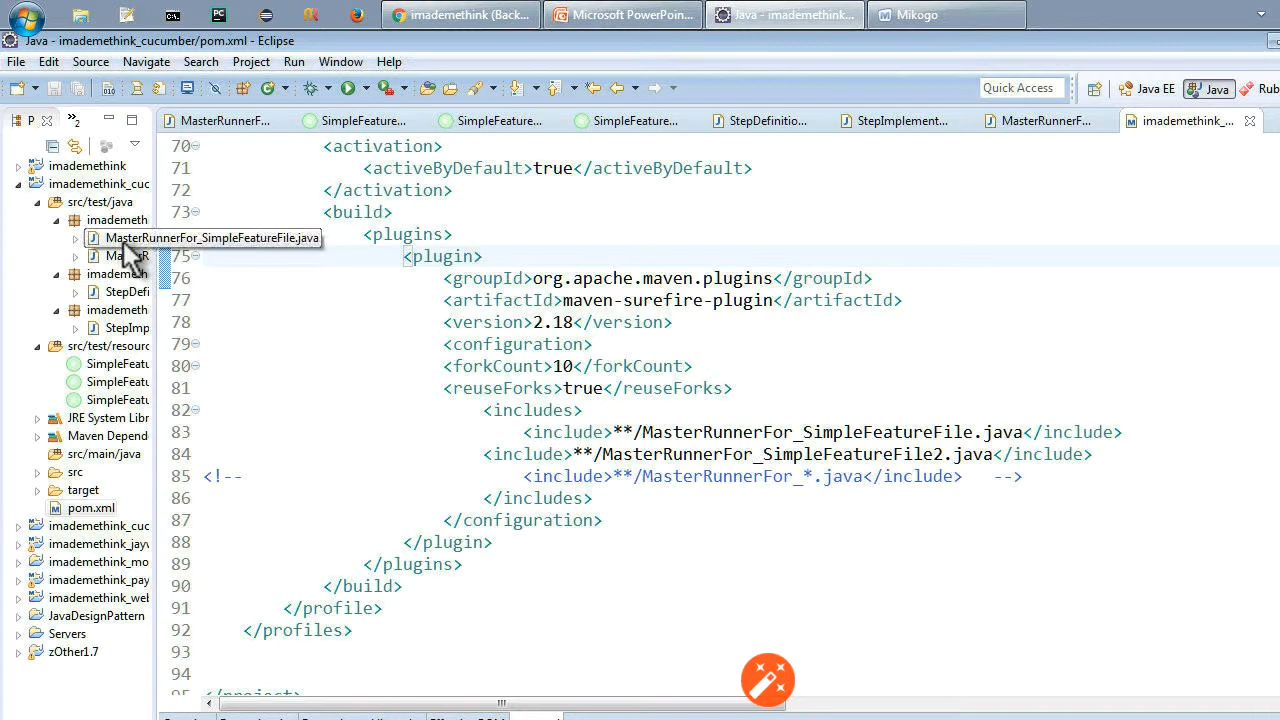 imademethink (Back...
Microsoft PowerPoin...
Java - imademethink...
Mikogo
Java - imademethink_cucumber/pom.xml - Eclipse
File Edit Source Navigate Search Project Run Window Help
Quick Access
Java EE
Java
Rub
P
MasterRunnerF...
SimpleFeature...
SimpleFeature...
SimpleFeature...
StepDefinitio...
StepImplement...
MasterRunnerF...
imademethink_...
imademethink
imademethink_cuc
src/test/java
imademeth
MasterRunnerFor_SimpleFeatureFile.java
imademeth
StepDefi
imademeth
StepImp
src/test/resourc
SimpleFeatu
SimpleFeatu
SimpleFeatu
JRE System Libr
Maven Depend
src/main/java
src
target
pom.xml
imademethink_cuc
imademethink_jayv
imademethink_mo
imademethink_pay
imademethink_web
JavaDesignPattern
Servers
zOther1.7
70 <activation>
71 <activeByDefault>true</activeByDefault>
72 </activation>
73 <build>
<plugins>
75 <plugin>
76 <groupId>org.apache.maven.plugins</groupId>
77 <artifactId>maven-surefire-plugin</artifactId>
78 <version>2.18</version>
79 <configuration>
80 <forkCount>10</forkCount>
81 <reuseForks>true</reuseForks>
82 <includes>
83 <include>**/MasterRunnerFor_SimpleFeatureFile.java</include>
84 <include>**/MasterRunnerFor_SimpleFeatureFile2.java</include>
85 <!-- <include>**/MasterRunnerFor_*.java</include> -->
86 </includes>
87 </configuration>
88 </plugin>
89 </plugins>
90 </build>
91 </profile>
92 </profiles>
93
94
95 </project>